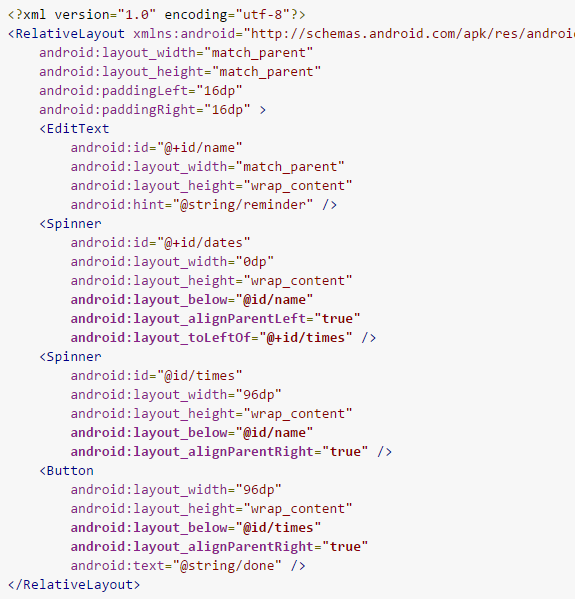 <?xml version="1.0" encoding="utf-8"?>
<RelativeLayout xmlns:android="http://schemas.android.com/apk/res/androi
    android:layout_width="match_parent"
    android:layout_height="match_parent"
    android:paddingLeft="16dp"
    android:paddingRight="16dp" >
    <EditText
        android:id="@+id/name"
        android:layout_width="match_parent"
        android:layout_height="wrap_content"
        android:hint="@string/reminder" />
    <Spinner
        android:id="@+id/dates"
        android:layout_width="0dp"
        android:layout_height="wrap_content"
        android:layout_below="@id/name"
        android:layout_alignParentLeft="true"
        android:layout_toLeftOf="@+id/times" />
    <Spinner
        android:id="@id/times"
        android:layout_width="96dp"
        android:layout_height="wrap_content"
        android:layout_below="@id/name"
        android:layout_alignParentRight="true" />
    <Button
        android:layout_width="96dp"
        android:layout_height="wrap_content"
        android:layout_below="@id/times"
        android:layout_alignParentRight="true"
        android:text="@string/done" />
</RelativeLayout>